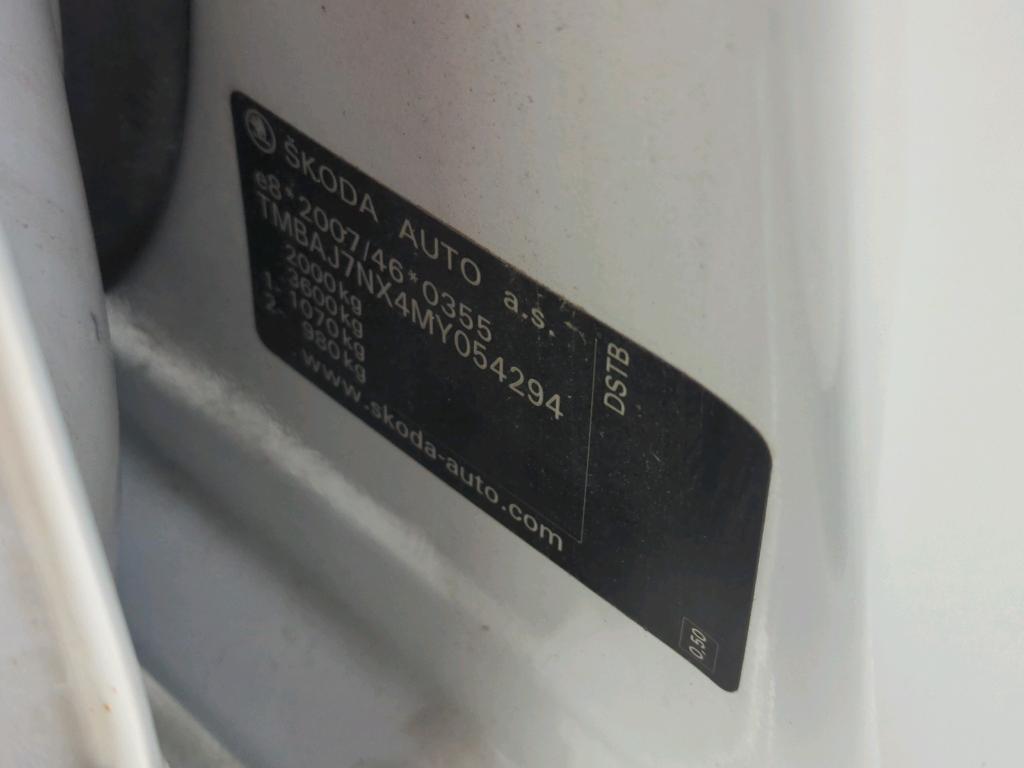 ŠKODA AUTO a.s.
e8*2007/46*0355
TMBAJ7NX4MY054294
2000kg
3600kg
1. 1070kg
2. 980kg
www.skoda-auto.com
DSTB
0.50